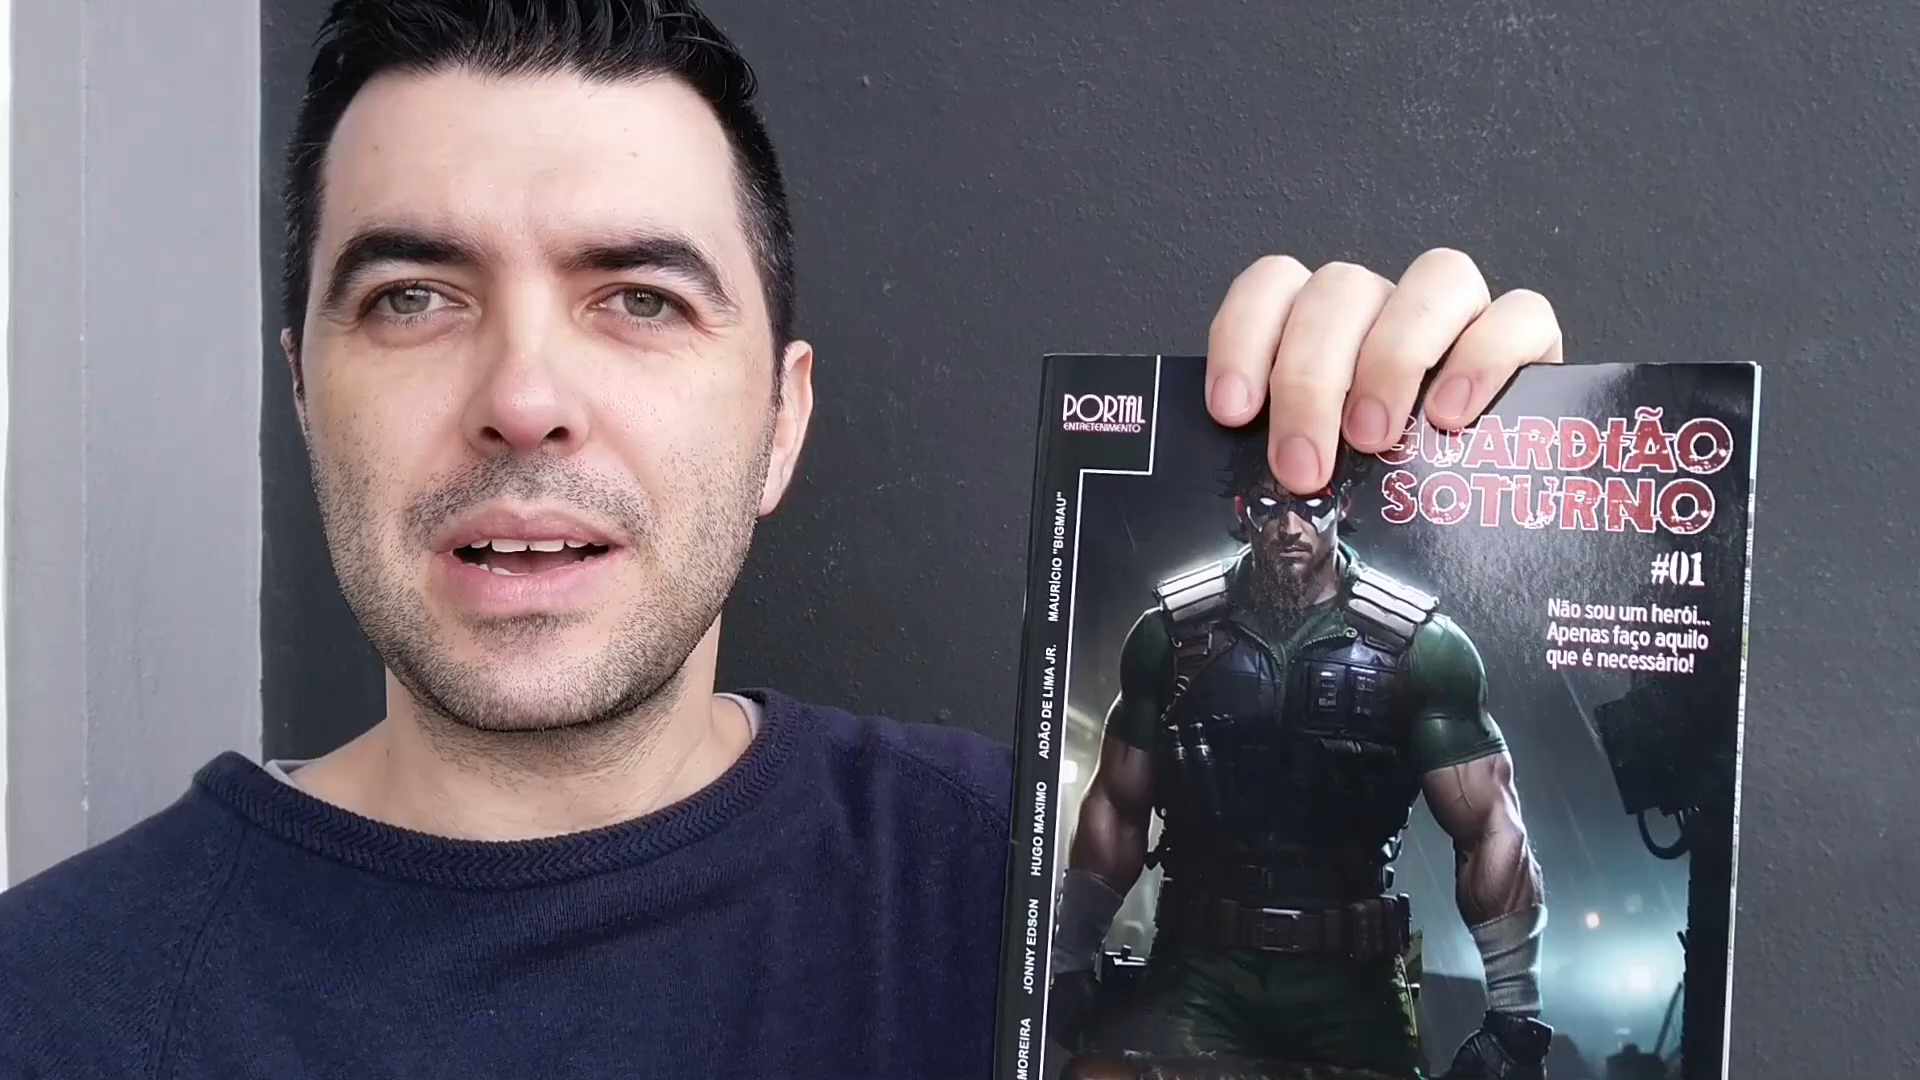 PORTAL
ENTRETENIMENTO
GUARDIÃO
SOTURNO
#01
Não sou um herói...
Apenas faço aquilo
que é necessário!
MOREIRA JONNY EDSON HUGO MAXIMO ADÃO DE LIMA JR. MAURÍCIO "BIGMAU"